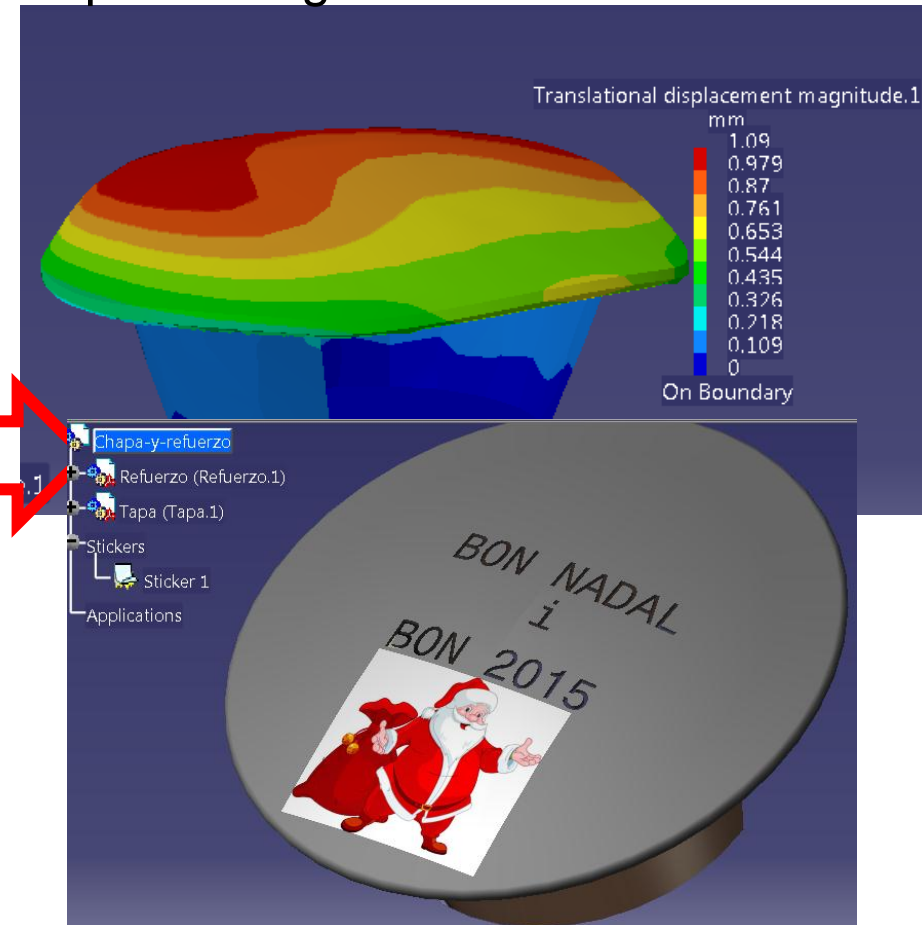 Translational displacement magnitude.1
mm
1.09
0.979
0.87
0.761
0.653
0.544
0.435
0.326
0.218
0.109
0
On Boundary
Chapa-y-refuerzo
Refuerzo (Refuerzo.1)
Tapa (Tapa.1)
Stickers
Sticker 1
Applications
BON NADAL
i
BON 2015